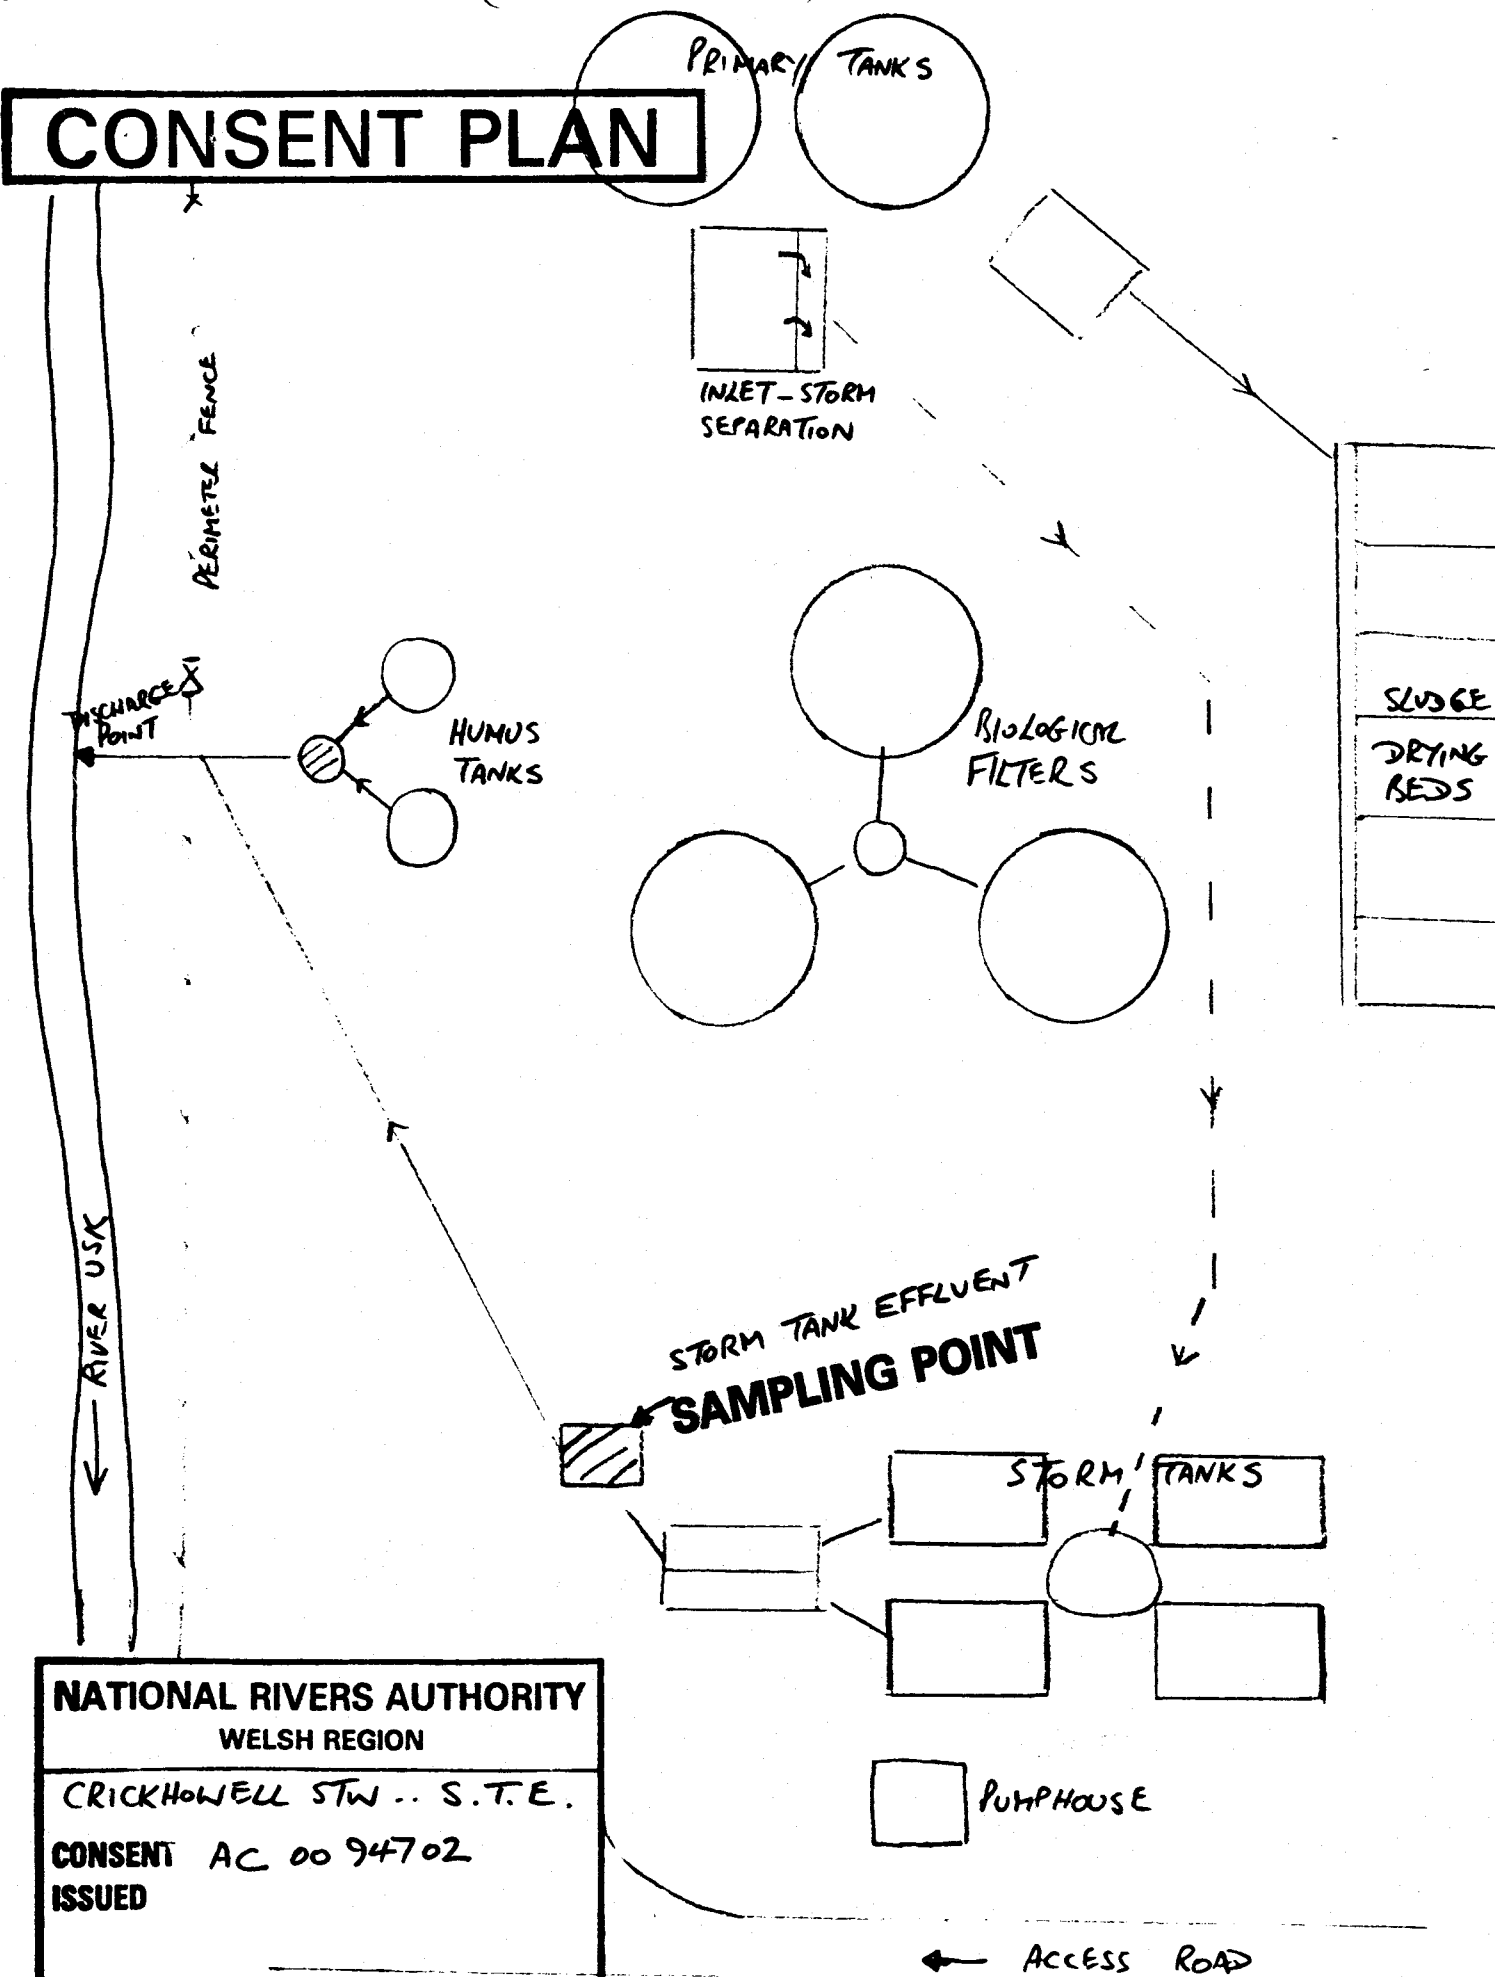 PRIMARY TANKS
CONSENT PLAN
INLET-STORM
SEPARATION
PERIMETER FENCE
DISCHARGE
POINT
HUMUS
TANKS
BIOLOGICAL
FILTERS
SLUDGE
DRYING
BEDS
RIVER USK
STORM TANK EFFLUENT
SAMPLING POINT
STORM TANKS
NATIONAL RIVERS AUTHORITY
WELSH REGION
CRICKHOWELL STW .. S.T.E.
CONSENT AC 00 94702
ISSUED
PUMPHOUSE
ACCESS ROAD